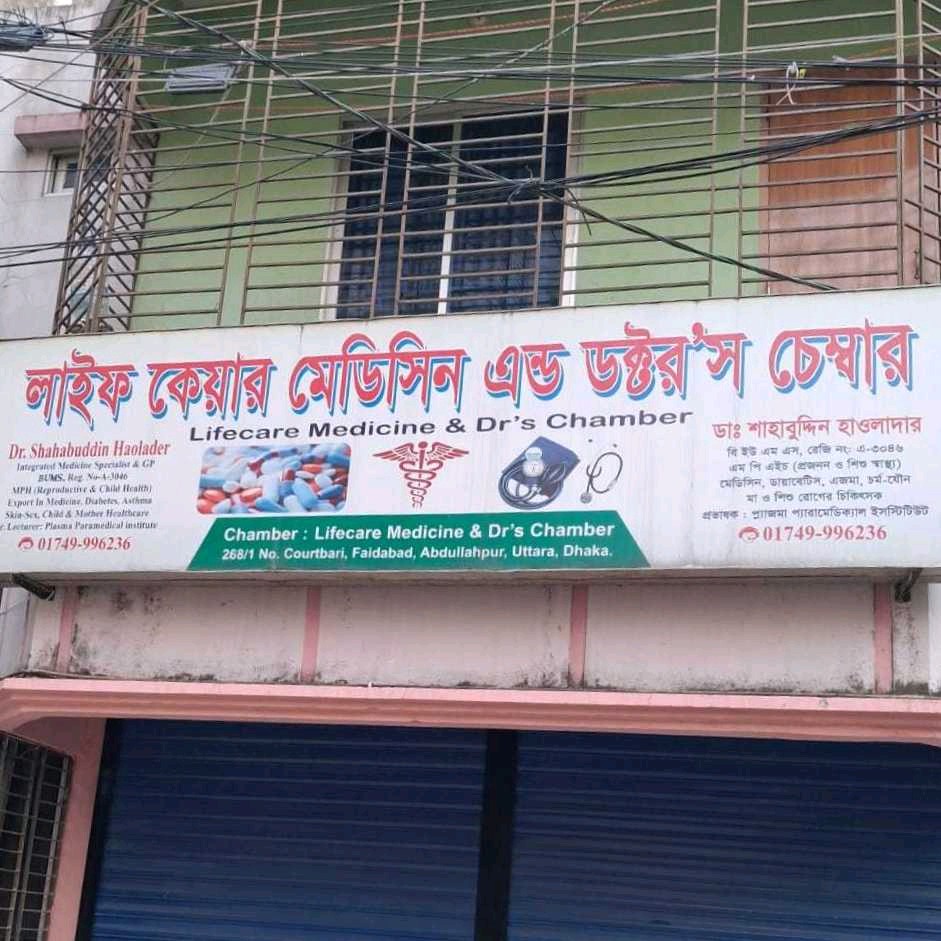 লাইফ কেয়ার মেডিসিন এন্ড ডক্টর'স চেম্বার
Lifecare Medicine & Dr's Chamber
Dr. Shahabuddin Haolader
Integrated Medicine Specialist & GP
BUMS, Reg. No-A-3046
MPH (Reproductive & Child Health)
Export In Medicine, Diabetes, Asthma
Skin-Sex, Child & Mother Healthcare
Lecturer: Plasma Paramedical institute
01749-996236
Chamber : Lifecare Medicine & Dr's Chamber
268/1 No. Courtbari, Faidabad, Abdullahpur, Uttara, Dhaka.
ডাঃ শাহাবুদ্দিন হাওলাদার
বি ইউ এম এস, রেজি নং: এ-৩০৪৬
এম পি এইচ (প্রজনন ও শিশু স্বাস্থ্য)
মেডিসিন, ডায়াবেটিস, এজমা, চর্ম-যৌন
মা ও শিশু রোগের চিকিৎসক
প্রভাষক : প্ল্যাজমা প্যারামেডিক্যাল ইন্সস্টিটিউট
01749-996236